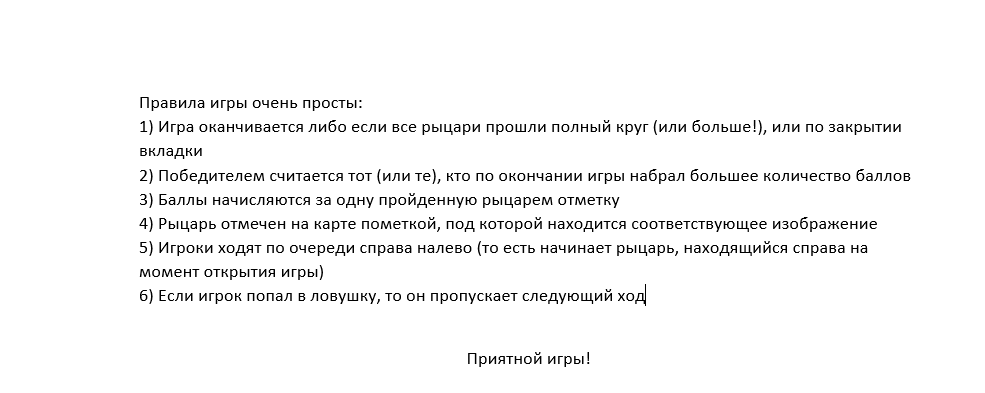 Правила игры очень просты:
1) Игра оканчивается либо если все рыцари прошли полный круг (или больше!), или по закрытии
вкладки
2) Победителем считается тот (или те), кто по окончании игры набрал большее количество баллов
3) Баллы начисляются за одну пройденную рыцарем отметку
4) Рыцарь отмечен на карте пометкой, под которой находится соответствующее изображение
5) Игроки ходят по очереди справа налево (то есть начинает рыцарь, находящийся справа на
момент открытия игры)
6) Если игрок попал в ловушку, то он пропускает следующий ход
Приятной игры!